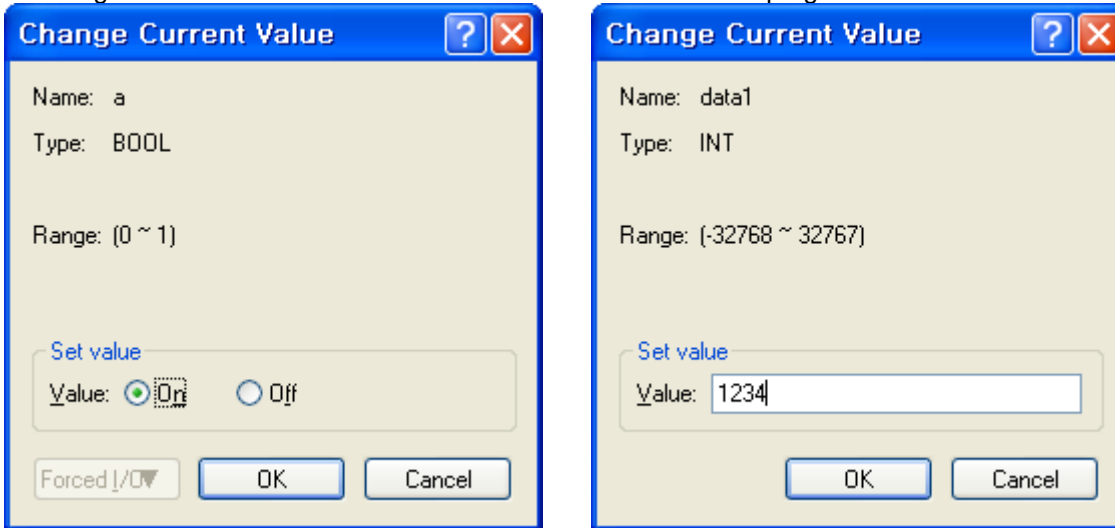 Change Current Value
Name: a
Type: BOOL
Range: (0 ~ 1)
Set value
Value: On Off
Forced I/O
OK
Cancel
Change Current Value
Name: data1
Type: INT
Range: (-32768 ~ 32767)
Set value
Value: 1234
OK
Cancel